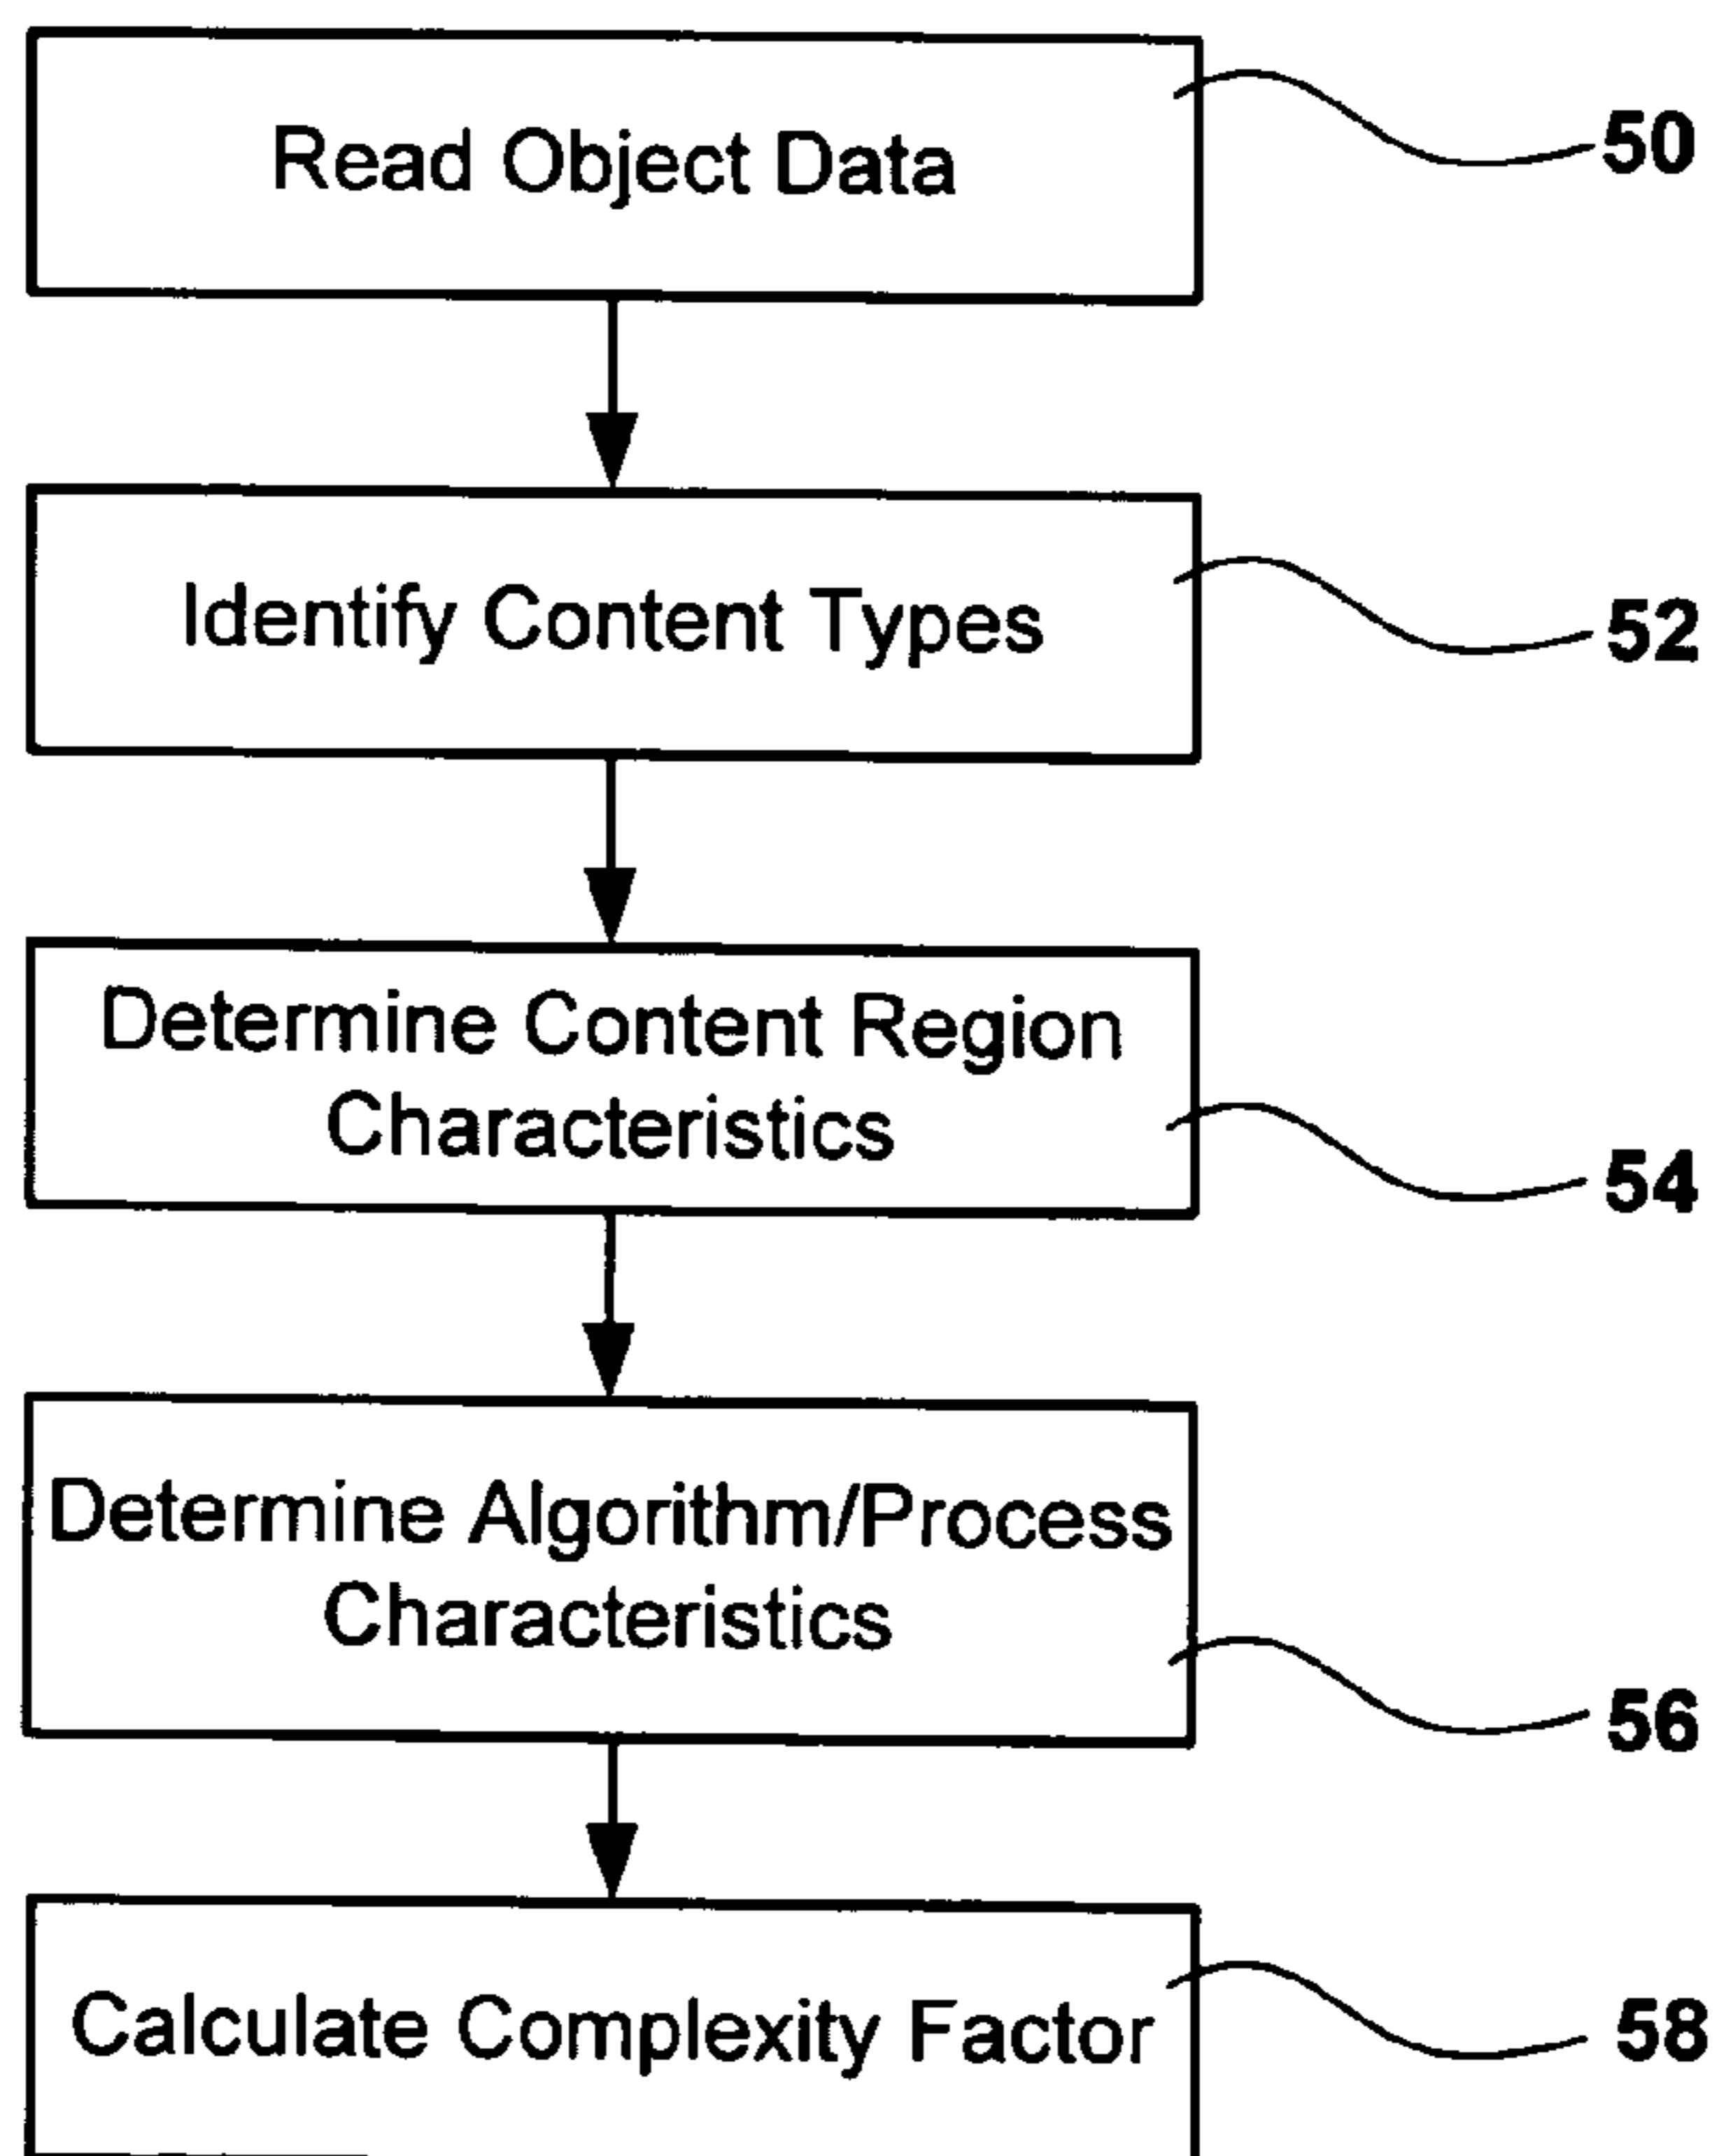 Read Object Data
50
Identify Content Types
52
Determine Content Region
Characteristics
54
Determine Algorithm/Process
Characteristics
56
Calculate Complexity Factor
58